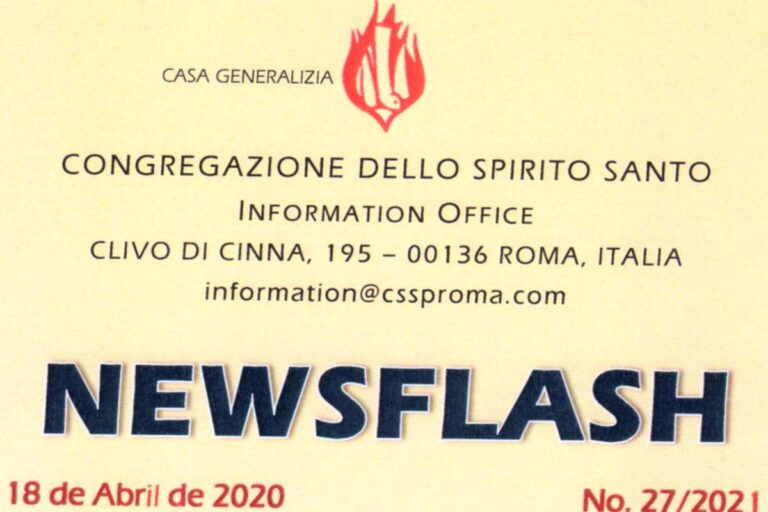 CASA GENERALIZIA
CONGREGAZIONE DELLO SPIRITO SANTO
INFORMATION OFFICE
CLIVO DI CINNA, 195 – 00136 ROMA, ITALIA
information@cssproma.com
NEWSFLASH
18 de Abril de 2020
No. 27/2021